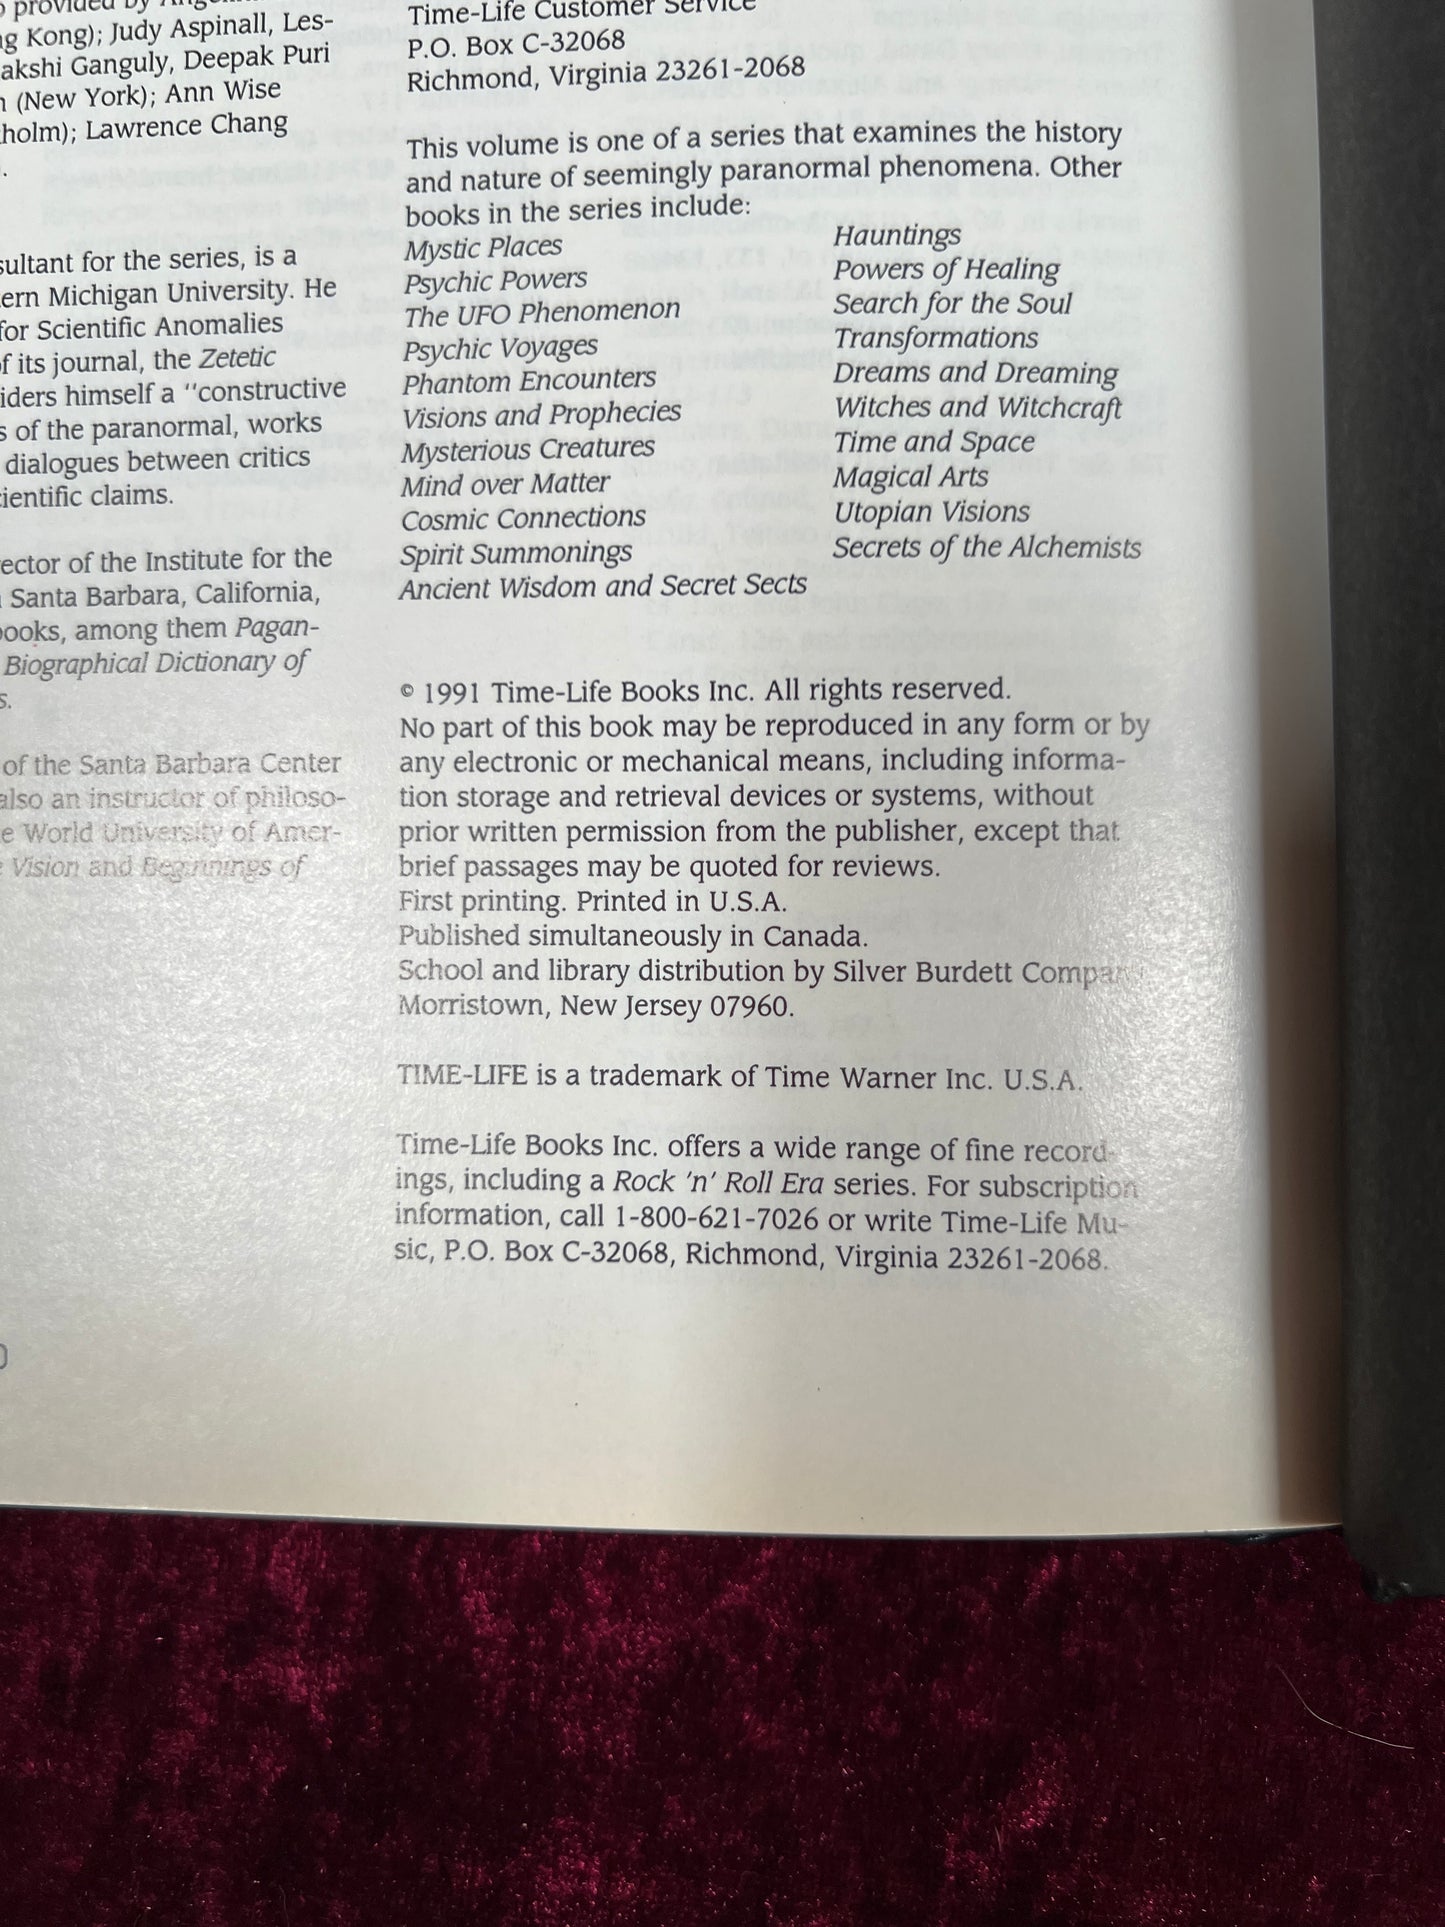 provided by
ng Kong); Judy Aspinall, Les-
akshi Ganguly, Deepak Puri
n (New York); Ann Wise
holm); Lawrence Chang
.
sultant for the series, is a
ern Michigan University. He
for Scientific Anomalies
of its journal, the Zetetic
iders himself a "constructive
s of the paranormal, works
dialogues between critics
cientific claims.
ector of the Institute for the
Santa Barbara, California,
books, among them Pagan-
Biographical Dictionary of
s.
of the Santa Barbara Center
also an instructor of philoso-
e World University of Amer-
Vision and Beginnings of
Time-Life Customer Service
P.O. Box C-32068
Richmond, Virginia 23261-2068
This volume is one of a series that examines the history
and nature of seemingly paranormal phenomena. Other
books in the series include:
Mystic Places
Psychic Powers
The UFO Phenomenon
Psychic Voyages
Phantom Encounters
Visions and Prophecies
Mysterious Creatures
Mind over Matter
Cosmic Connections
Spirit Summonings
Ancient Wisdom and Secret Sects
Hauntings
Powers of Healing
Search for the Soul
Transformations
Dreams and Dreaming
Witches and Witchcraft
Time and Space
Magical Arts
Utopian Visions
Secrets of the Alchemists
© 1991 Time-Life Books Inc. All rights reserved.
No part of this book may be reproduced in any form or by
any electronic or mechanical means, including informa-
tion storage and retrieval devices or systems, without
prior written permission from the publisher, except that
brief passages may be quoted for reviews.
First printing. Printed in U.S.A.
Published simultaneously in Canada.
School and library distribution by Silver Burdett Company
Morristown, New Jersey 07960.
TIME-LIFE is a trademark of Time Warner Inc. U.S.A.
Time-Life Books Inc. offers a wide range of fine record-
ings, including a Rock 'n' Roll Era series. For subscription
information, call 1-800-621-7026 or write Time-Life Mu-
sic, P.O. Box C-32068, Richmond, Virginia 23261-2068.